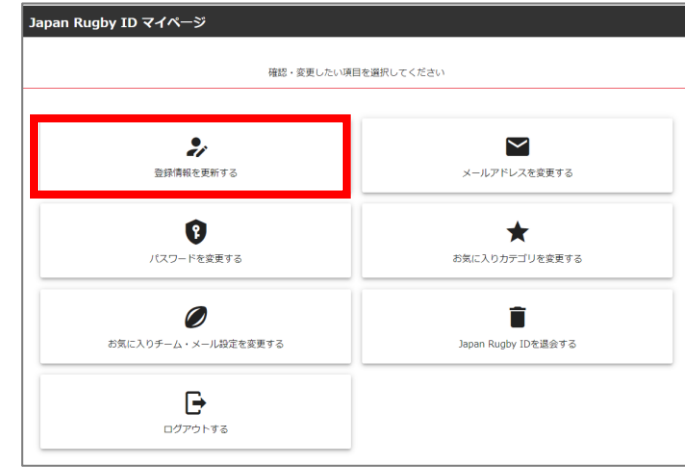 Japan Rugby ID マイページ
確認・変更したい項目を選択してください
登録情報を更新する
メールアドレスを変更する
パスワードを変更する
お気に入りカテゴリを変更する
お気に入りチーム・メール設定を変更する
Japan Rugby IDを退会する
ログアウトする